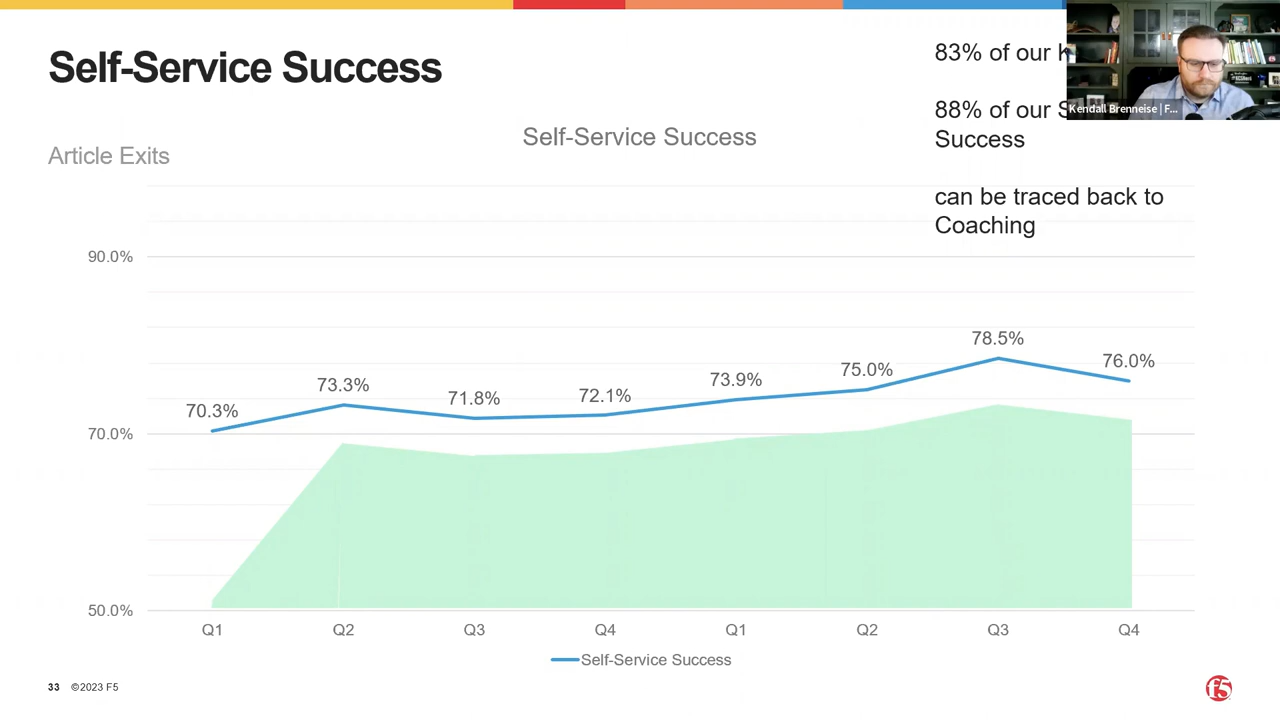 Self-Service Success
83% of our
88% of our
Success
can be traced back to
Coaching
Kendall Brenneise | F...
Article Exits
Self-Service Success
90.0%
70.0%
50.0%
70.3%
73.3%
71.8%
72.1%
73.9%
75.0%
78.5%
76.0%
Q1
Q2
Q3
Q4
Q1
Q2
Q3
Q4
Self-Service Success
33 ©2023 F5
f5